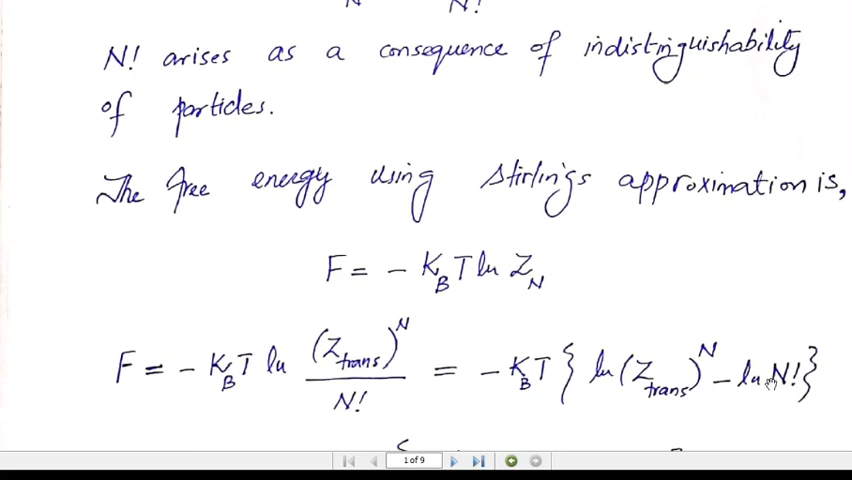 N N!
N! arises as a consequence of indistinguishability
of particles.
The free energy using Stirlings approximation is,
F = - K_B T ln Z_N
F = - K_B T ln (Z_trans)^N / N! = - K_B T { ln (Z_trans)^N - ln N! }
1 of 9